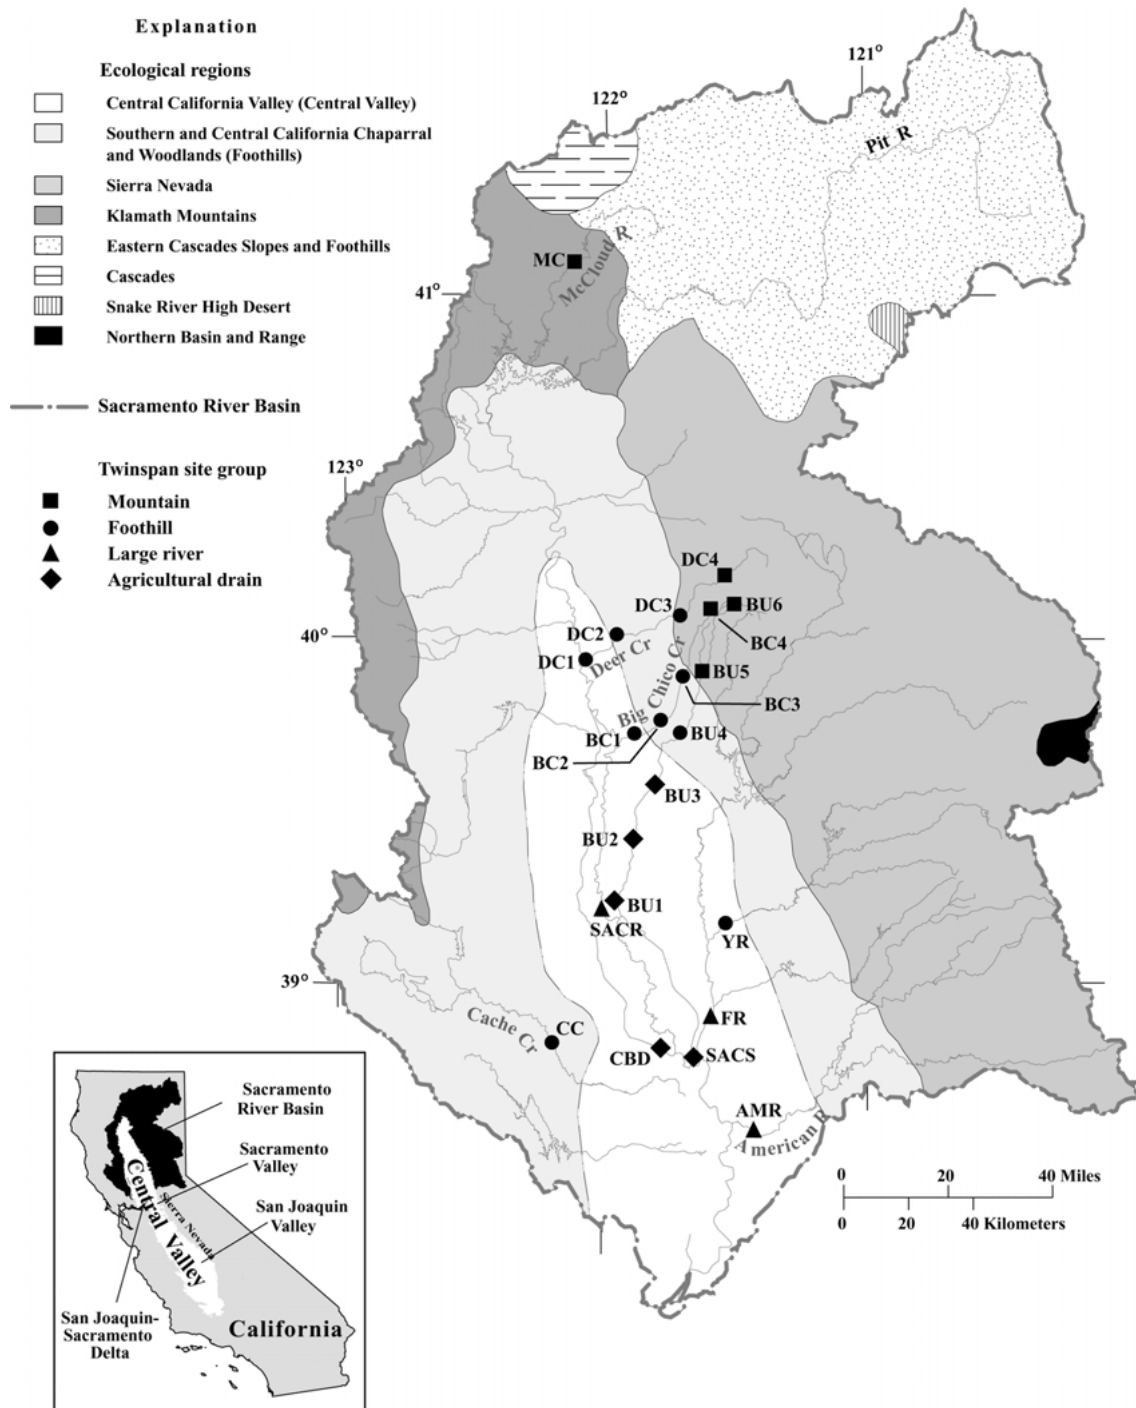 Explanation
Ecological regions
Central California Valley (Central Valley)
Southern and Central California Chaparral
and Woodlands (Foothills)
Sierra Nevada
Klamath Mountains
Eastern Cascades Slopes and Foothills
Cascades
Snake River High Desert
Northern Basin and Range
Sacramento River Basin
Twinspan site group
Mountain
Foothill
Large river
Agricultural drain
121°
122°
Pit R
MC
McCloud R
41°
123°
DC4
DC3
BU6
BC4
40°
DC2
DC1
Deer Cr
BU5
Big Chico Cr
BC3
BC1
BU4
BC2
BU3
BU2
BU1
SACR
YR
39°
Cache Cr
CC
FR
CBD
SACS
AMR
American R
0 20 40 Miles
0 20 40 Kilometers
Sacramento
River Basin
Sacramento
Valley
San Joaquin
Valley
Central Valley
Sierra Nevada
San Joaquin-
Sacramento
Delta
California